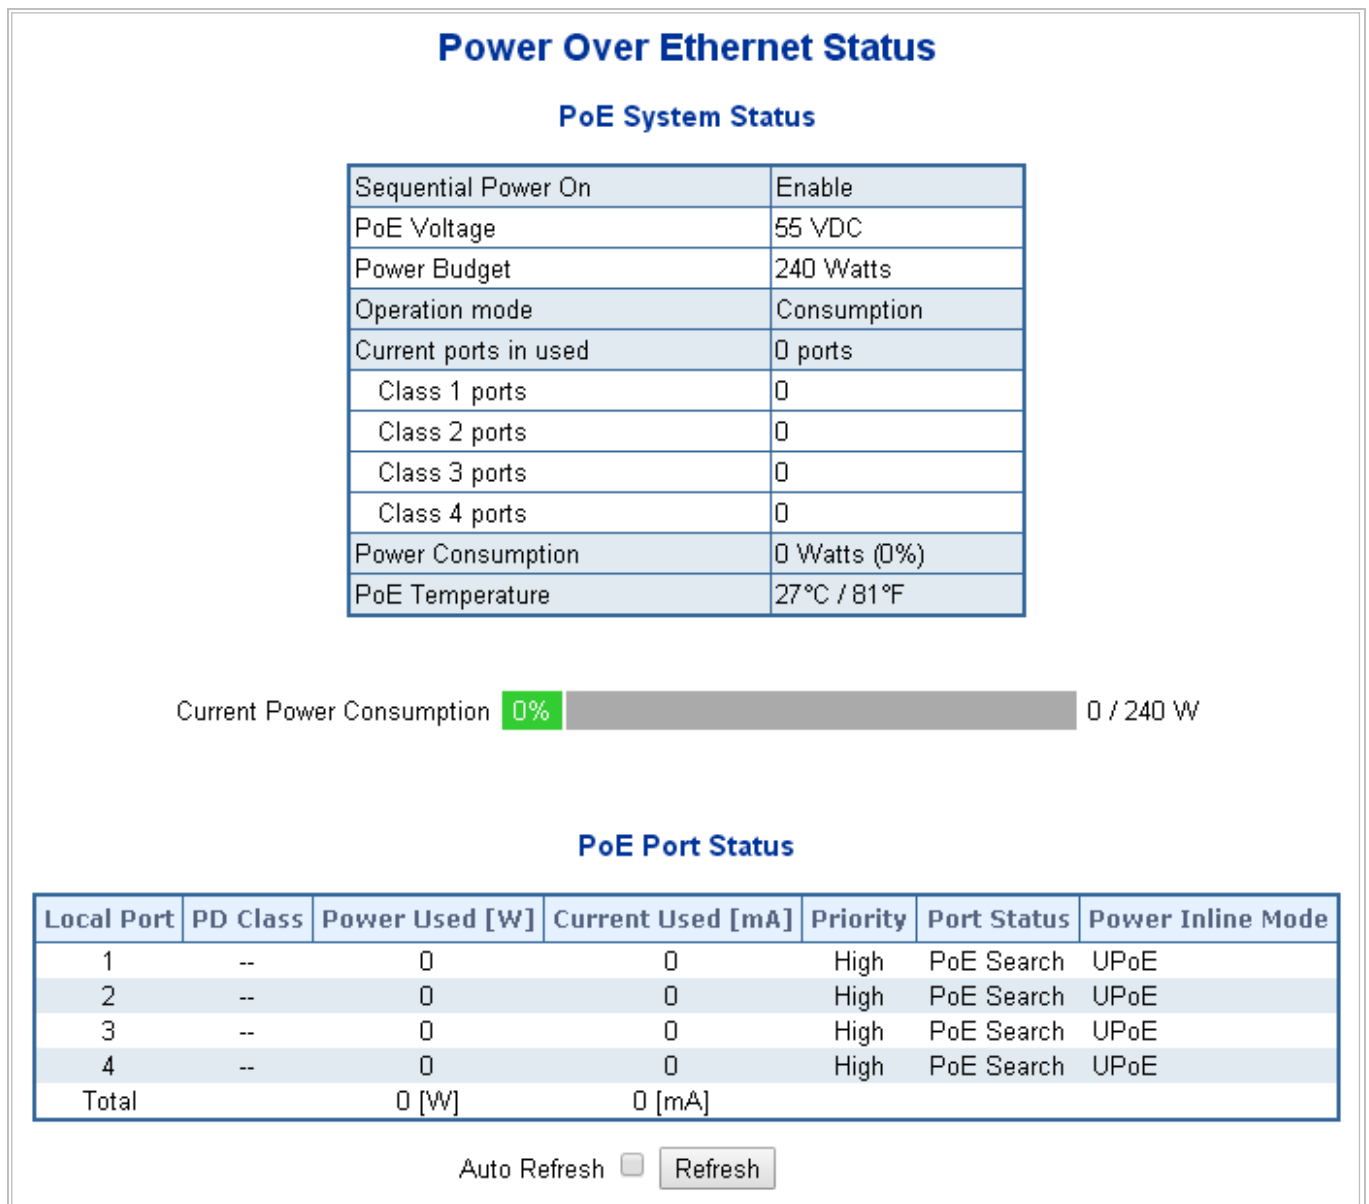 Power Over Ethernet Status
PoE System Status
Sequential Power On Enable
PoE Voltage 55 VDC
Power Budget 240 Watts
Operation mode Consumption
Current ports in used 0 ports
Class 1 ports 0
Class 2 ports 0
Class 3 ports 0
Class 4 ports 0
Power Consumption 0 Watts (0%)
PoE Temperature 27°C / 81°F
Current Power Consumption 0% 0 / 240 W
PoE Port Status
Local Port PD Class Power Used [W] Current Used [mA] Priority Port Status Power Inline Mode
1 -- 0 0 High PoE Search UPoE
2 -- 0 0 High PoE Search UPoE
3 -- 0 0 High PoE Search UPoE
4 -- 0 0 High PoE Search UPoE
Total 0 [W] 0 [mA]
Auto Refresh Refresh